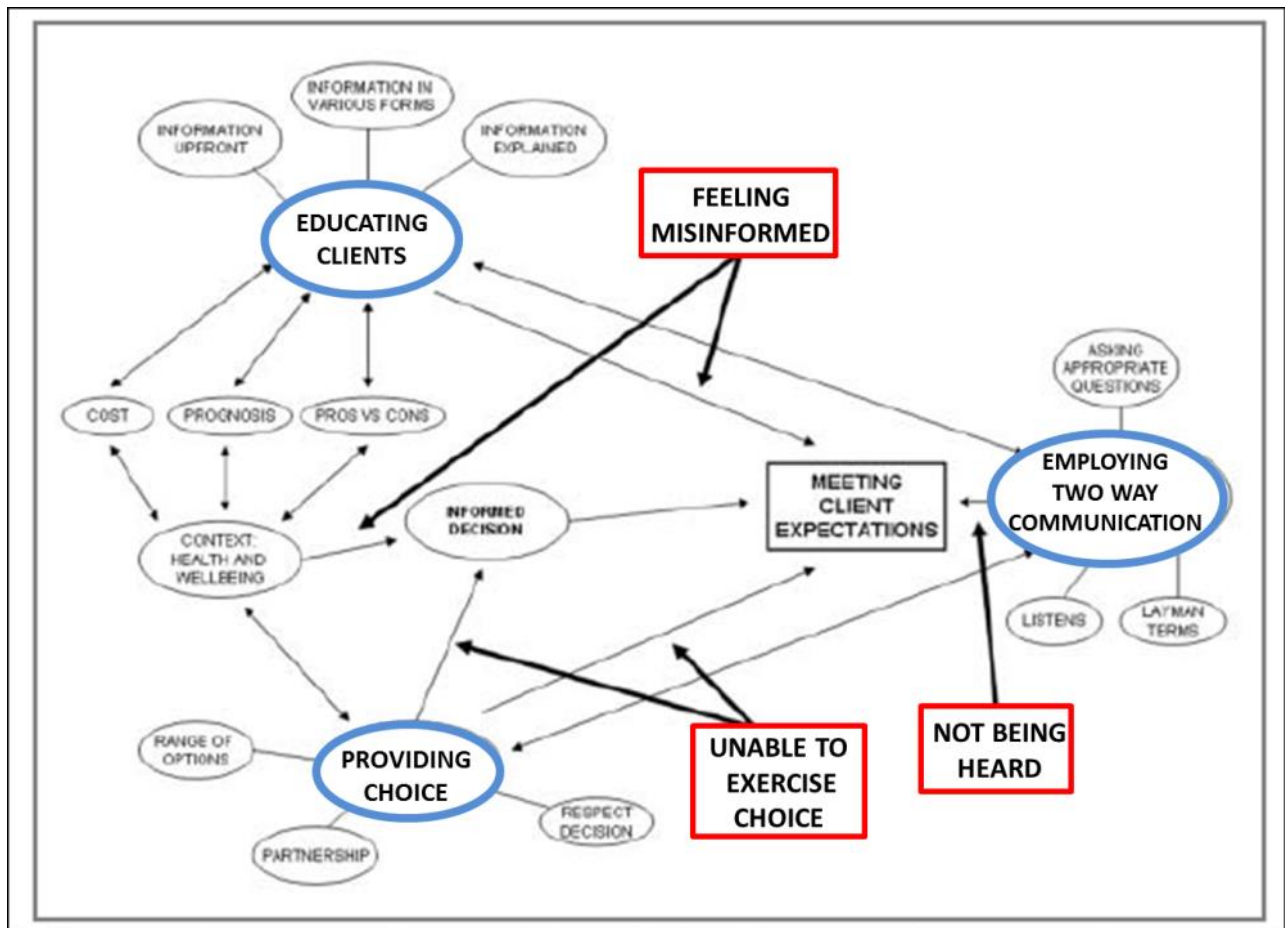 INFORMATION IN
VARIOUS FORMS
INFORMATION
UPFRONT
INFORMATION
EXPLAINED
EDUCATING
CLIENTS
FEELING
MISINFORMED
ASKING
APPROPRIATE
QUESTIONS
COST
PROGNOSIS
PROS VS CONS
EMPLOYING
TWO WAY
COMMUNICATION
MEETING
CLIENT
EXPECTATIONS
INFORMED
DECISION
CONTEXT:
HEALTH AND
WELLBEING
LISTENS
LAYMAN
TERMS
RANGE OF
OPTIONS
PROVIDING
CHOICE
UNABLE TO
EXERCISE
CHOICE
NOT BEING
HEARD
RESPECT
DECISION
PARTNERSHIP